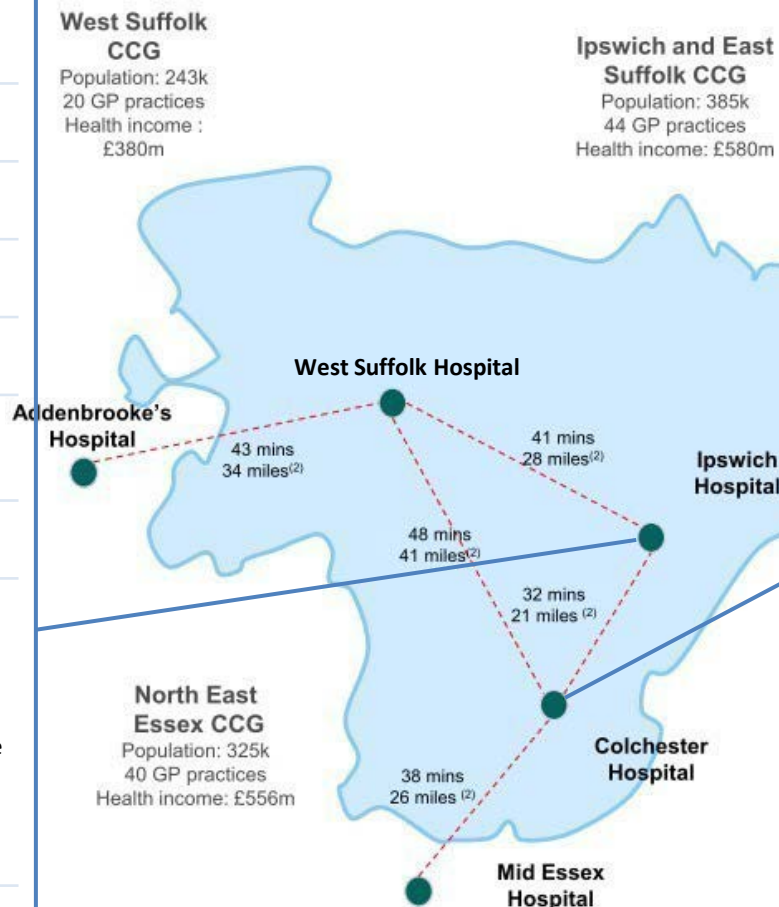 West Suffolk
CCG
Population: 243k
20 GP practices
Health income :
£380m
Ipswich and East
Suffolk CCG
Population: 385k
44 GP practices
Health income: £580m
West Suffolk Hospital
Addenbrooke's
Hospital
43 mins
34 miles(2)
41 mins
28 miles(2)
Ipswich
Hospital
48 mins
41 miles(2)
32 mins
21 miles (2)
North East
Essex CCG
Population: 325k
40 GP practices
Health income: £556m
Colchester
Hospital
38 mins
26 miles (2)
Mid Essex
Hospital